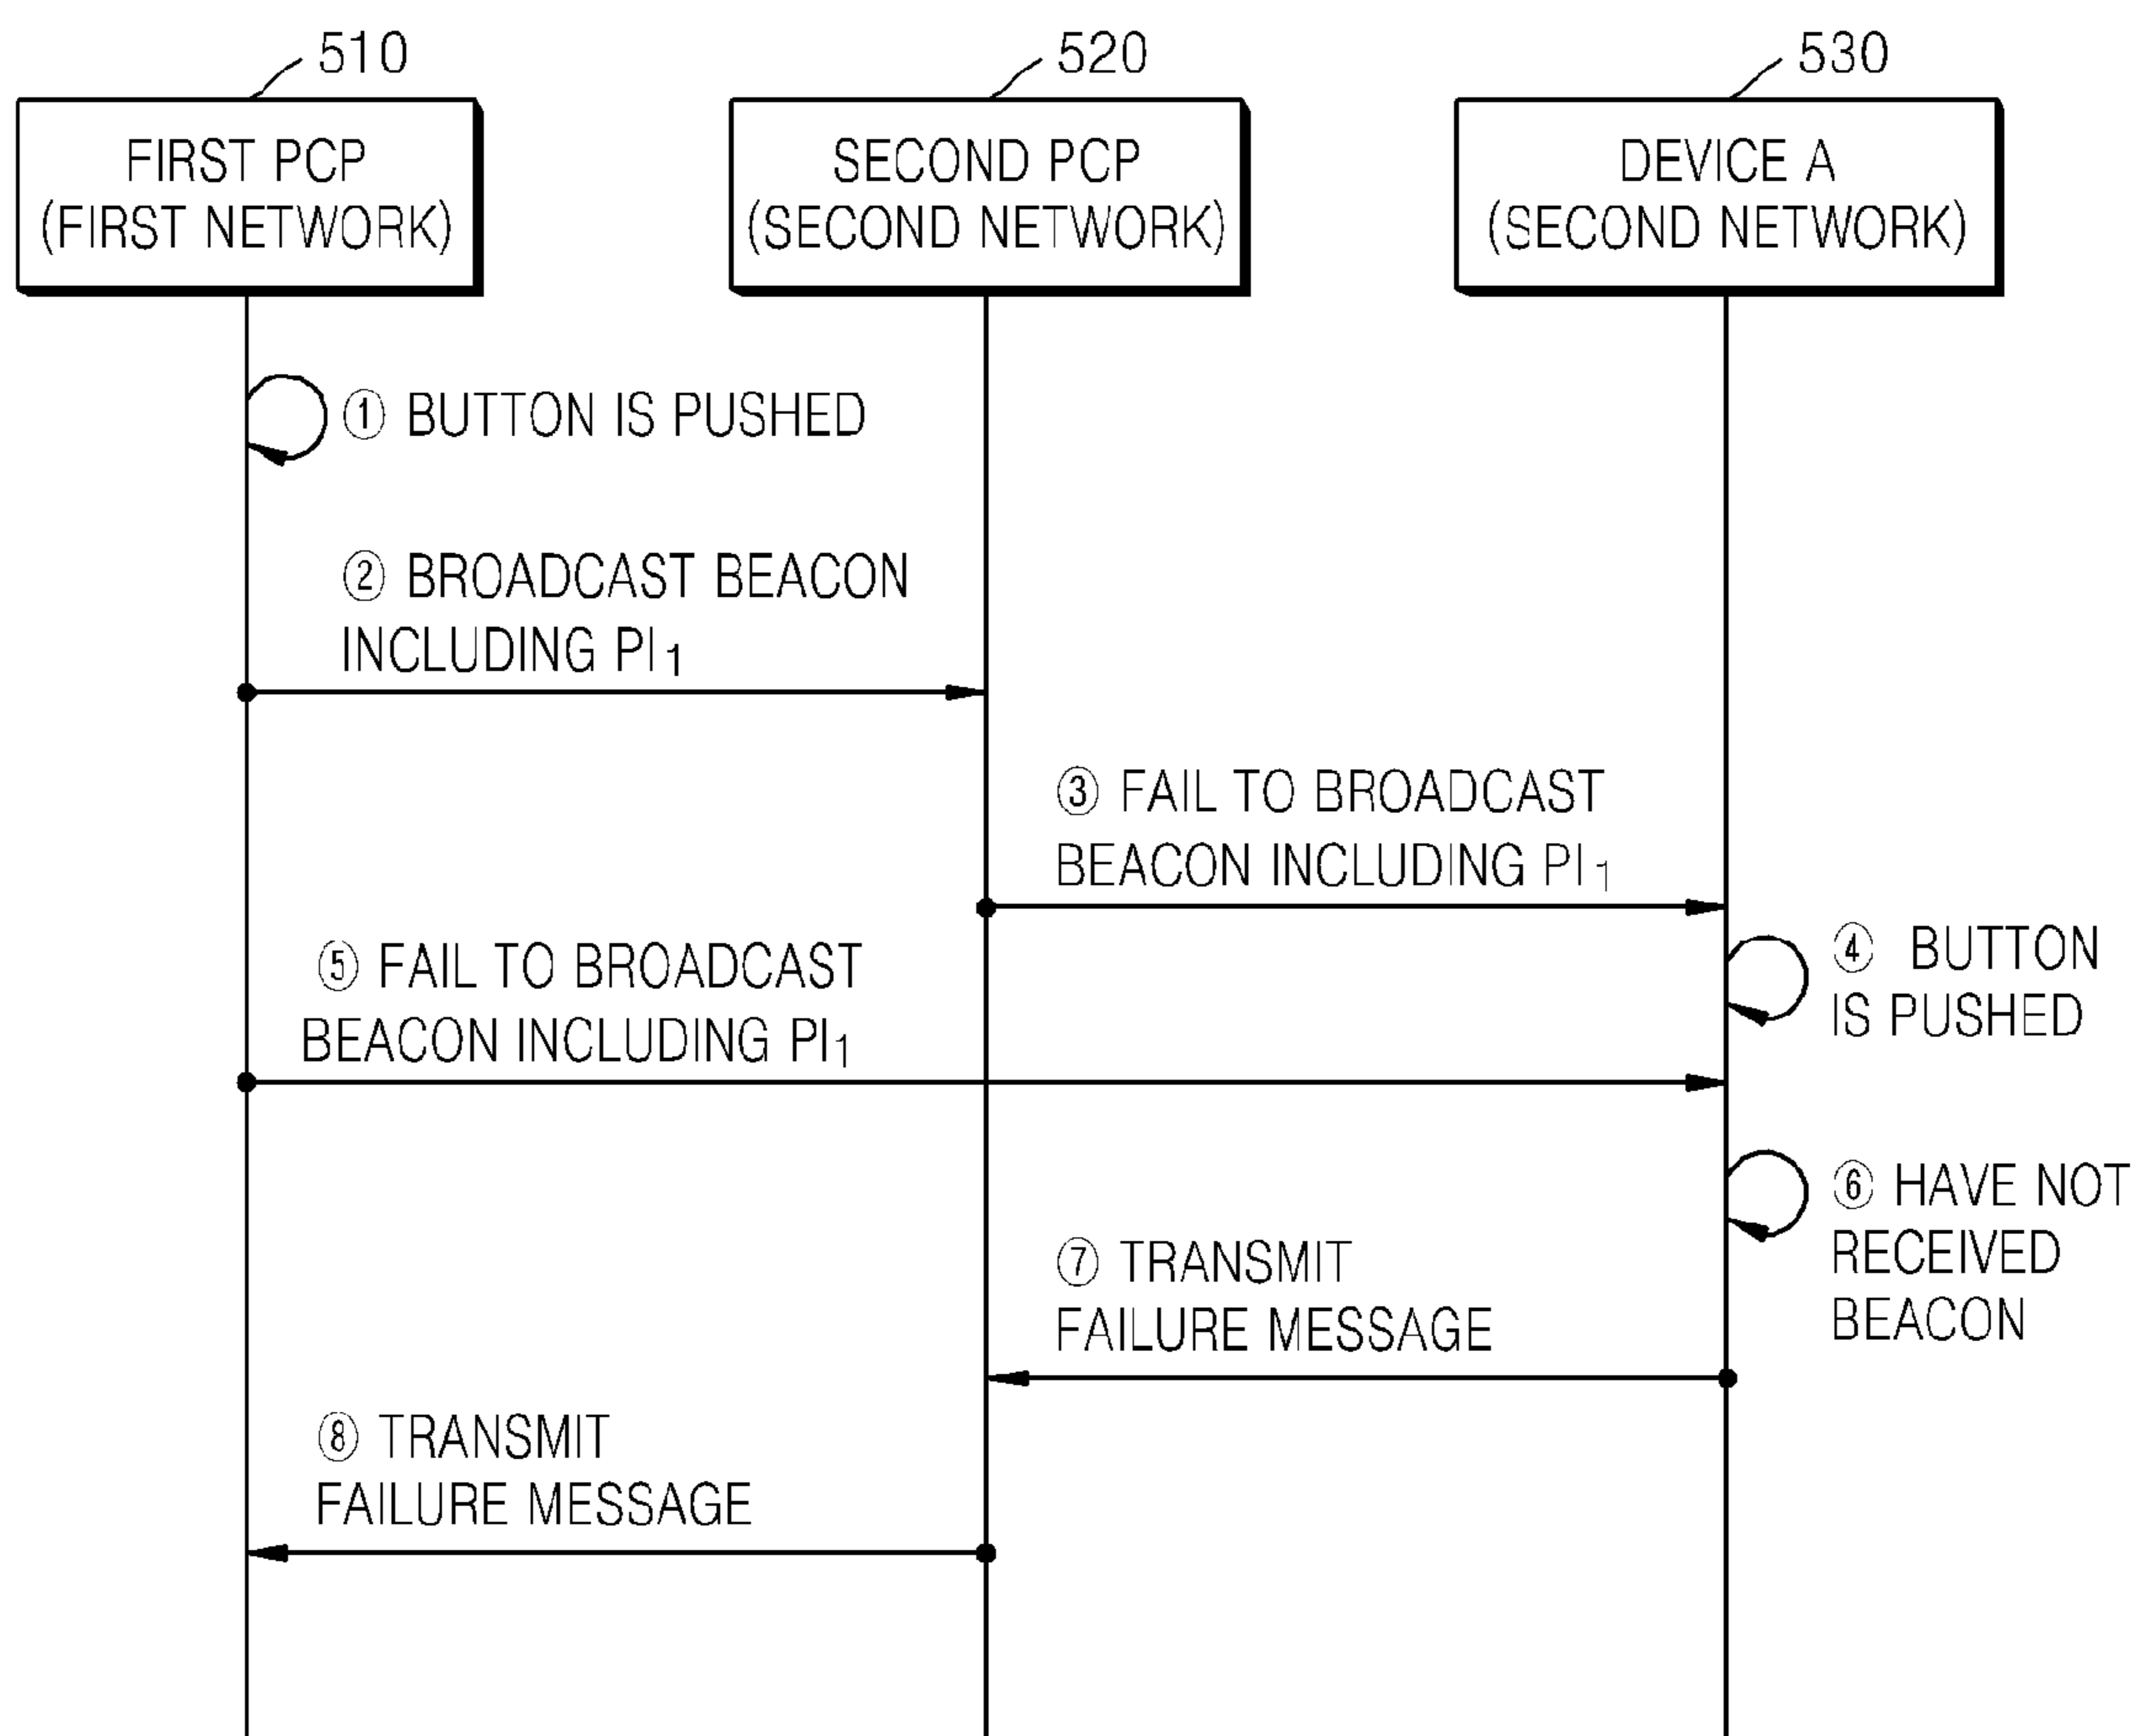 510
520
530
FIRST PCP
(FIRST NETWORK)
SECOND PCP
(SECOND NETWORK)
DEVICE A
(SECOND NETWORK)
① BUTTON IS PUSHED
② BROADCAST BEACON
INCLUDING PI₁
③ FAIL TO BROADCAST
BEACON INCLUDING PI₁
④ BUTTON
IS PUSHED
⑤ FAIL TO BROADCAST
BEACON INCLUDING PI₁
⑥ HAVE NOT
RECEIVED
BEACON
⑦ TRANSMIT
FAILURE MESSAGE
⑧ TRANSMIT
FAILURE MESSAGE